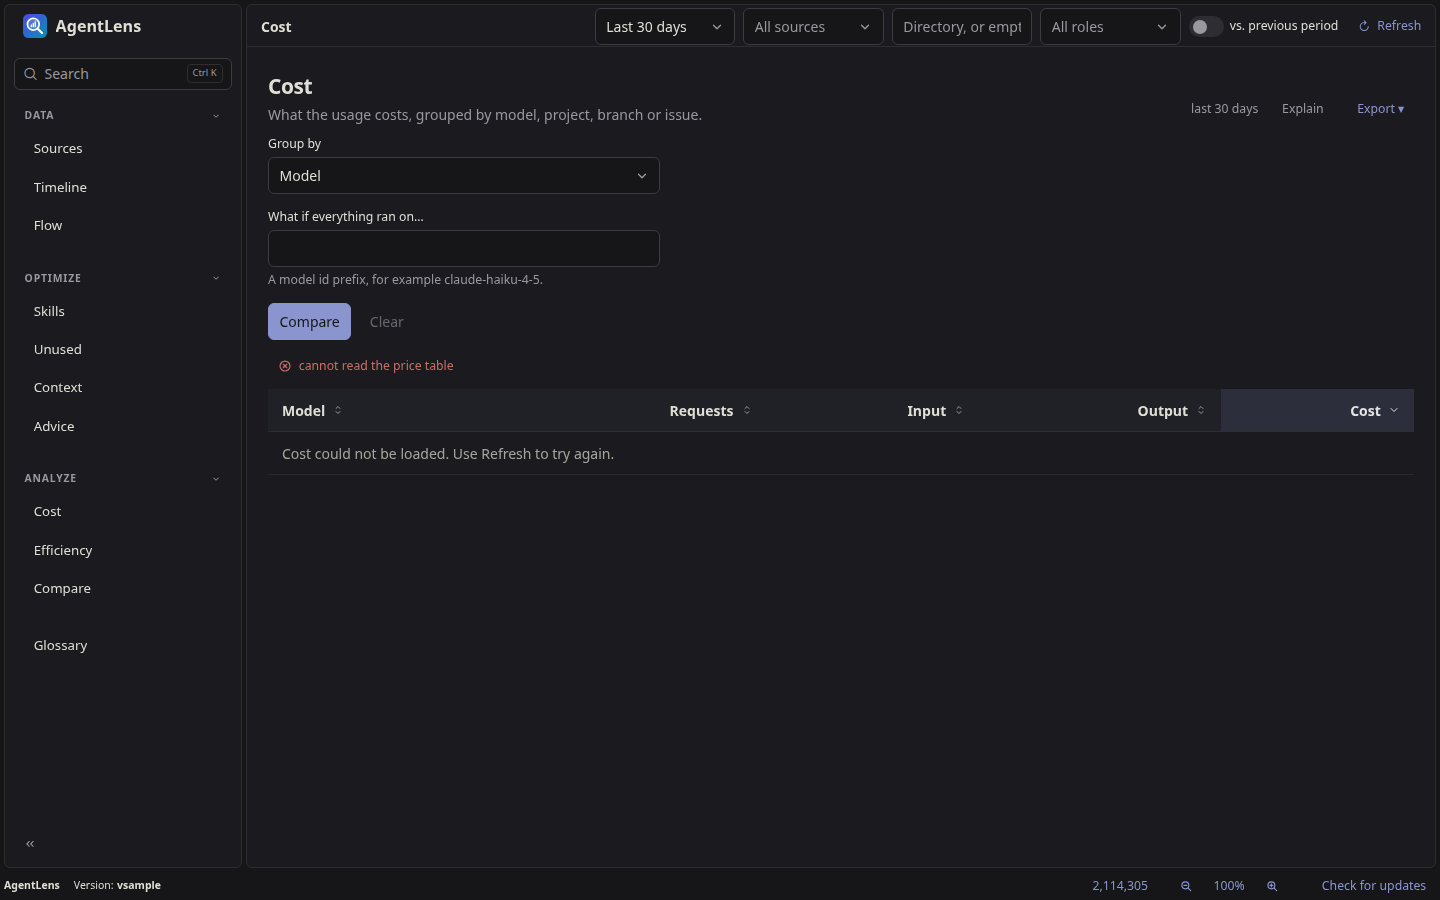 AgentLens
Search
Ctrl K
DATA
Sources
Timeline
Flow
OPTIMIZE
Skills
Unused
Context
Advice
ANALYZE
Cost
Efficiency
Compare
Glossary
Cost
Last 30 days
All sources
Directory, or empt
All roles
vs. previous period
Refresh
Cost
What the usage costs, grouped by model, project, branch or issue.
last 30 days
Explain
Export ▾
Group by
Model
What if everything ran on...
A model id prefix, for example claude-haiku-4-5.
Compare
Clear
cannot read the price table
Model Requests Input Output Cost
Cost could not be loaded. Use Refresh to try again.
«
AgentLens
Version: vsample
2,114,305
100%
Check for updates